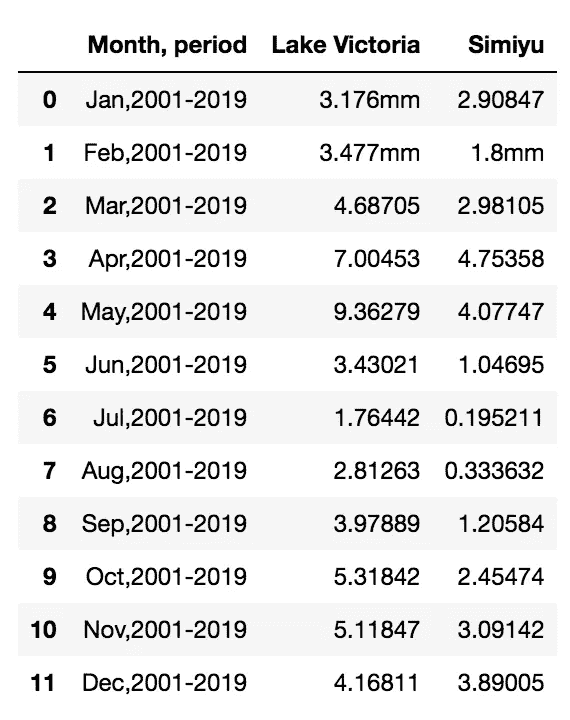 Month, period Lake Victoria Simiyu
0 Jan,2001-2019 3.176mm 2.90847
1 Feb,2001-2019 3.477mm 1.8mm
2 Mar,2001-2019 4.68705 2.98105
3 Apr,2001-2019 7.00453 4.75358
4 May,2001-2019 9.36279 4.07747
5 Jun,2001-2019 3.43021 1.04695
6 Jul,2001-2019 1.76442 0.195211
7 Aug,2001-2019 2.81263 0.333632
8 Sep,2001-2019 3.97889 1.20584
9 Oct,2001-2019 5.31842 2.45474
10 Nov,2001-2019 5.11847 3.09142
11 Dec,2001-2019 4.16811 3.89005